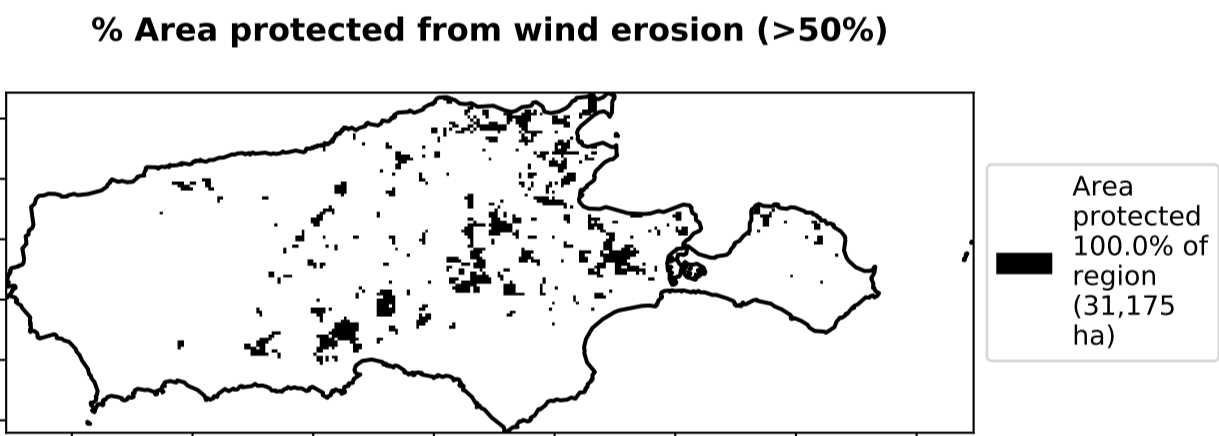 % Area protected from wind erosion (>50%)
Area
protected
100.0% of
region
(31,175
ha)